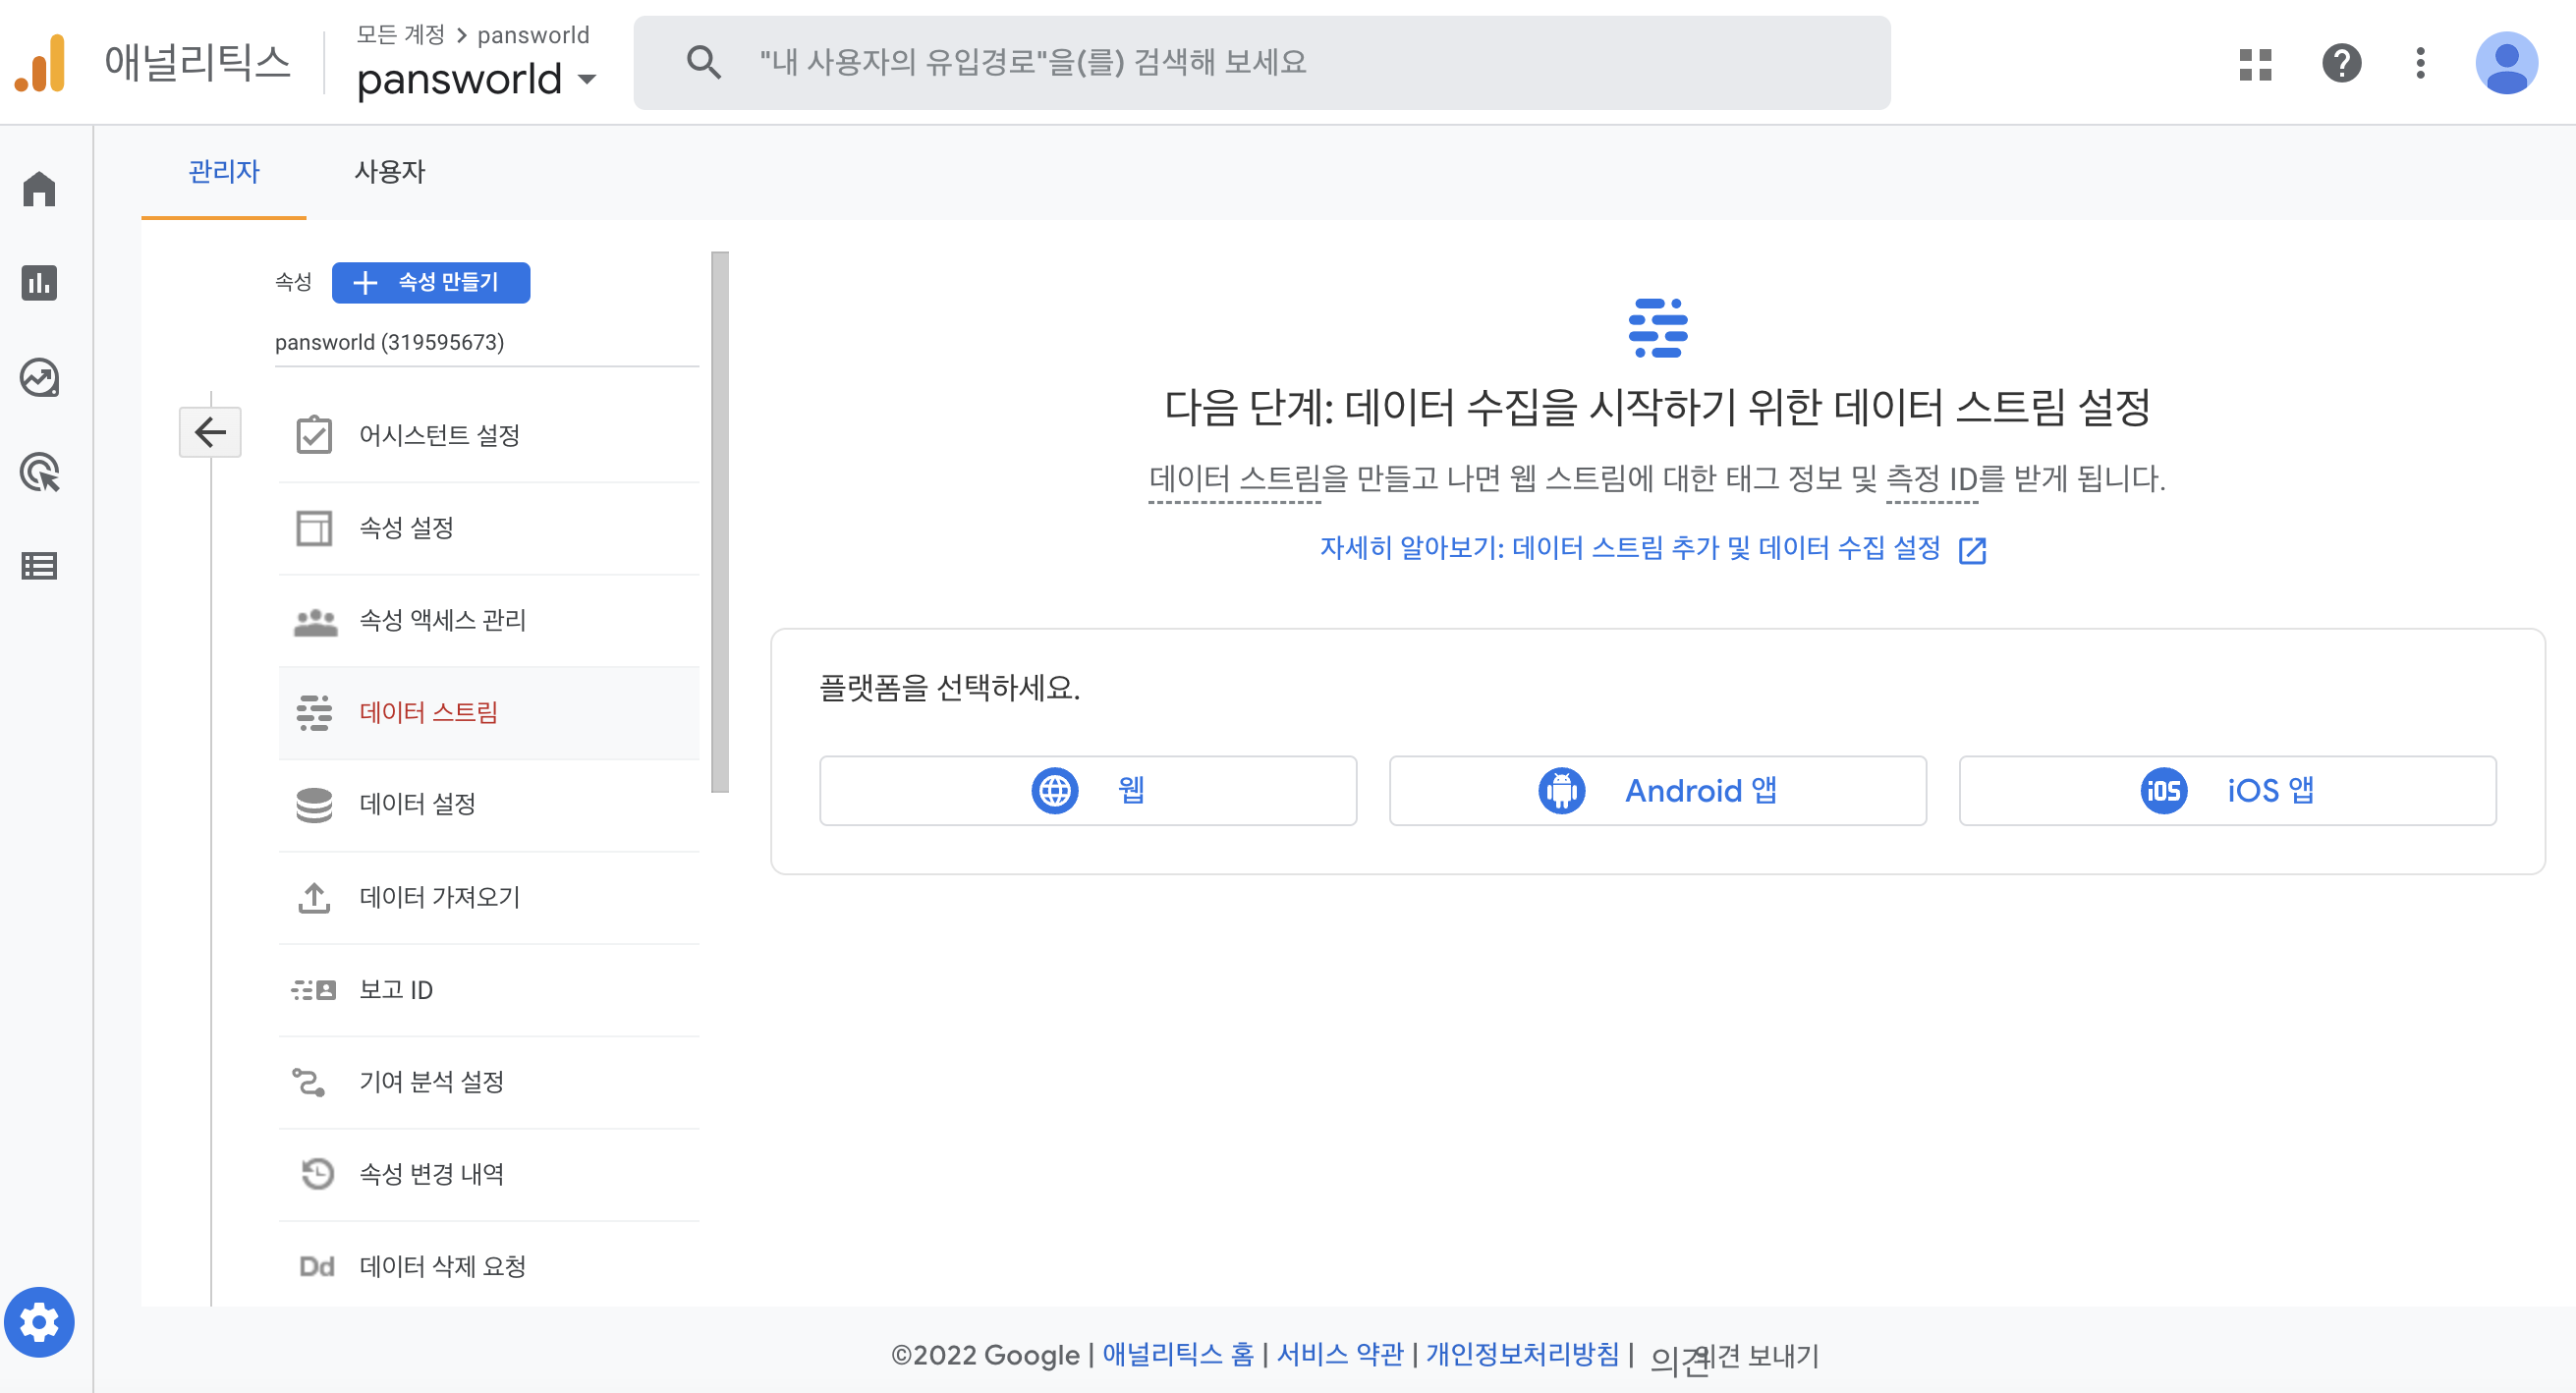 애널리틱스
모든 계정 > pansworld
pansworld
"내 사용자의 유입경로"을(를) 검색해 보세요
관리자
사용자
속성
속성 만들기
pansworld (319595673)
어시스턴트 설정
속성 설정
속성 액세스 관리
데이터 스트림
데이터 설정
데이터 가져오기
보고 ID
기여 분석 설정
속성 변경 내역
Dd 데이터 삭제 요청
다음 단계: 데이터 수집을 시작하기 위한 데이터 스트림 설정
데이터 스트림을 만들고 나면 웹 스트림에 대한 태그 정보 및 측정 ID를 받게 됩니다.
자세히 알아보기: 데이터 스트림 추가 및 데이터 수집 설정
플랫폼을 선택하세요.
웹
Android 앱
iOS iOS 앱
©2022 Google | 애널리틱스 홈 | 서비스 약관 | 개인정보처리방침 | 의견 의견 보내기